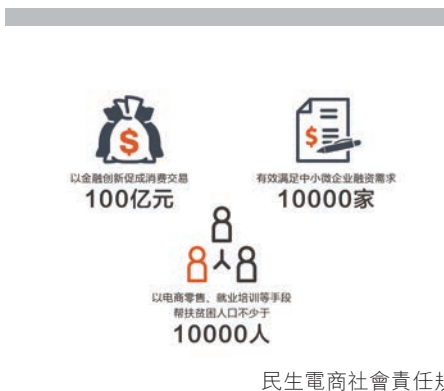 以金融创新促成消费交易
100亿元
有效满足中小微企业融资需求
10000家
以电商零售、就业培训等手段
帮扶贫困人口不少于
10000人
民生電商社會責任